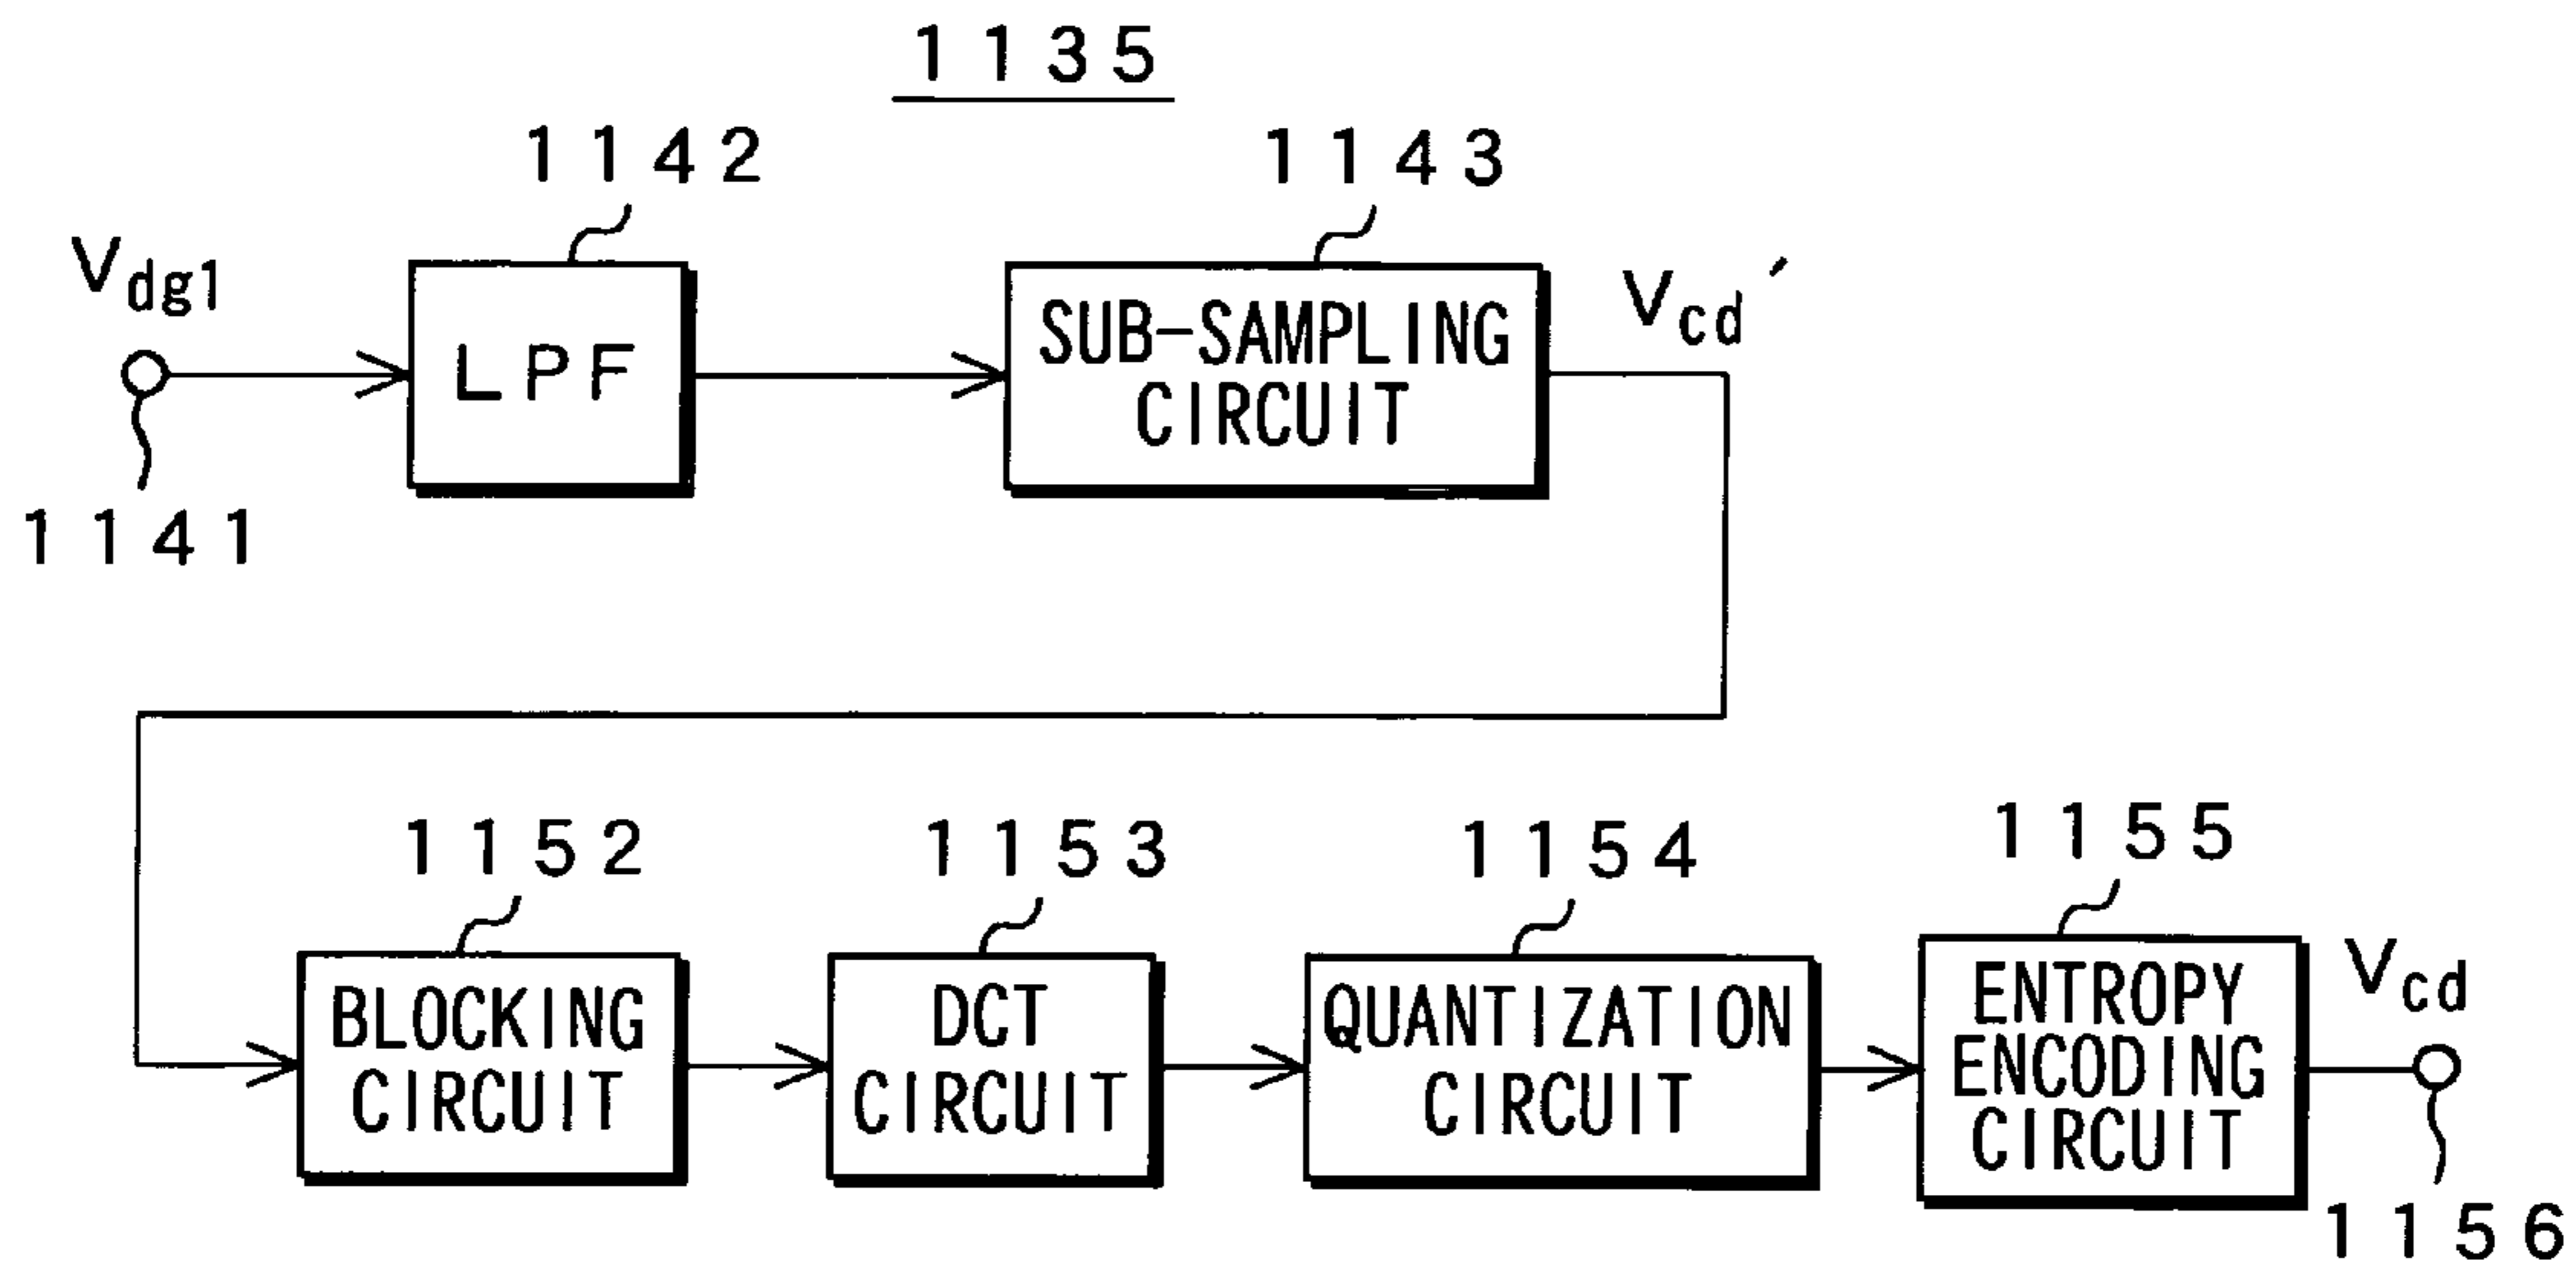 1135
1142
1143
Vdg1
LPF
SUB-SAMPLING
CIRCUIT
Vcd'
1141
1152
1153
1154
1155
BLOCKING
CIRCUIT
DCT
CIRCUIT
QUANTIZATION
CIRCUIT
ENTROPY
ENCODING
CIRCUIT
Vcd
1156